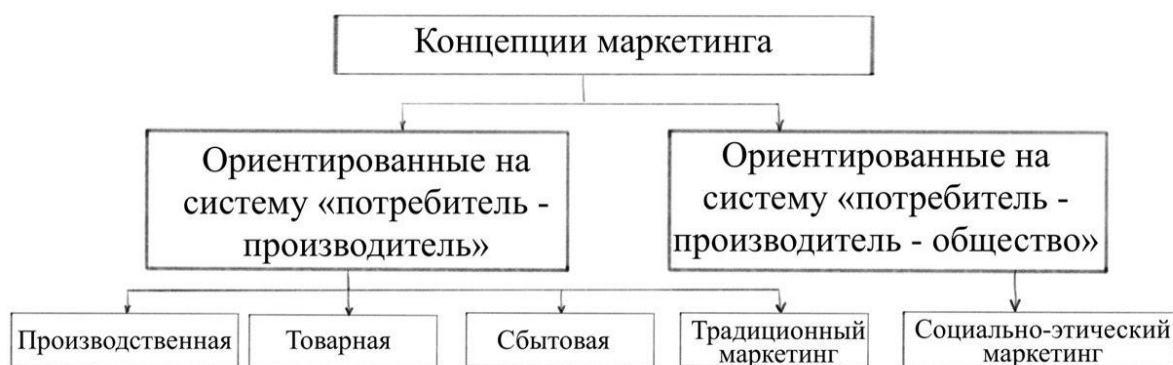 Концепции маркетинга
Ориентированные на
систему «потребитель -
производитель»
Ориентированные на
систему «потребитель -
производитель - общество»
Производственная
Товарная
Сбытовая
Традиционный
маркетинг
Социально-этический
маркетинг